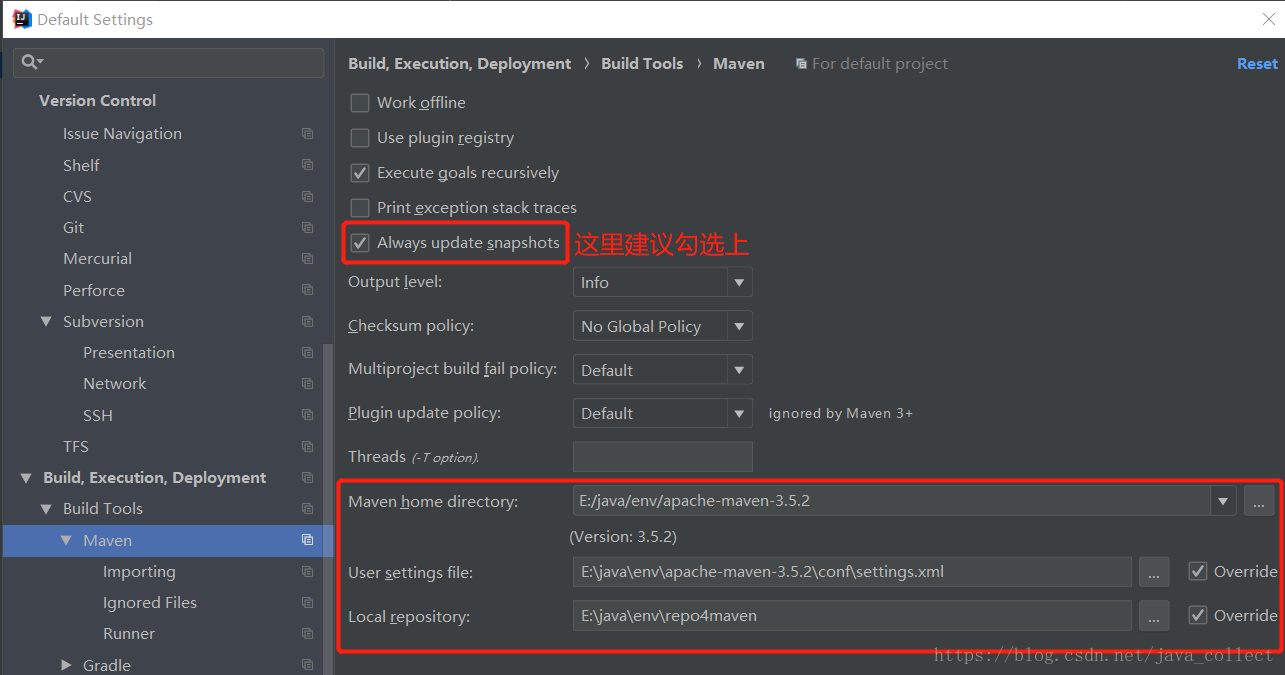 Default Settings
Version Control
Issue Navigation
Shelf
CVS
Git
Mercurial
Perforce
Subversion
Presentation
Network
SSH
TFS
Build, Execution, Deployment
Build Tools
Maven
Importing
Ignored Files
Runner
Gradle
Build, Execution, Deployment › Build Tools › Maven For default project Reset
Work offline
Use plugin registry
Execute goals recursively
Print exception stack traces
Always update snapshots 这里建议勾选上
Output level: Info
Checksum policy: No Global Policy
Multiproject build fail policy: Default
Plugin update policy: Default ignored by Maven 3+
Threads (-T option).
Maven home directory: E:/java/env/apache-maven-3.5.2 ...
(Version: 3.5.2)
User settings file: E:\java\env\apache-maven-3.5.2\conf\settings.xml ... Override
Local repository: E:\java\env\repo4maven ... Override
https://blog.csdn.net/java_collect